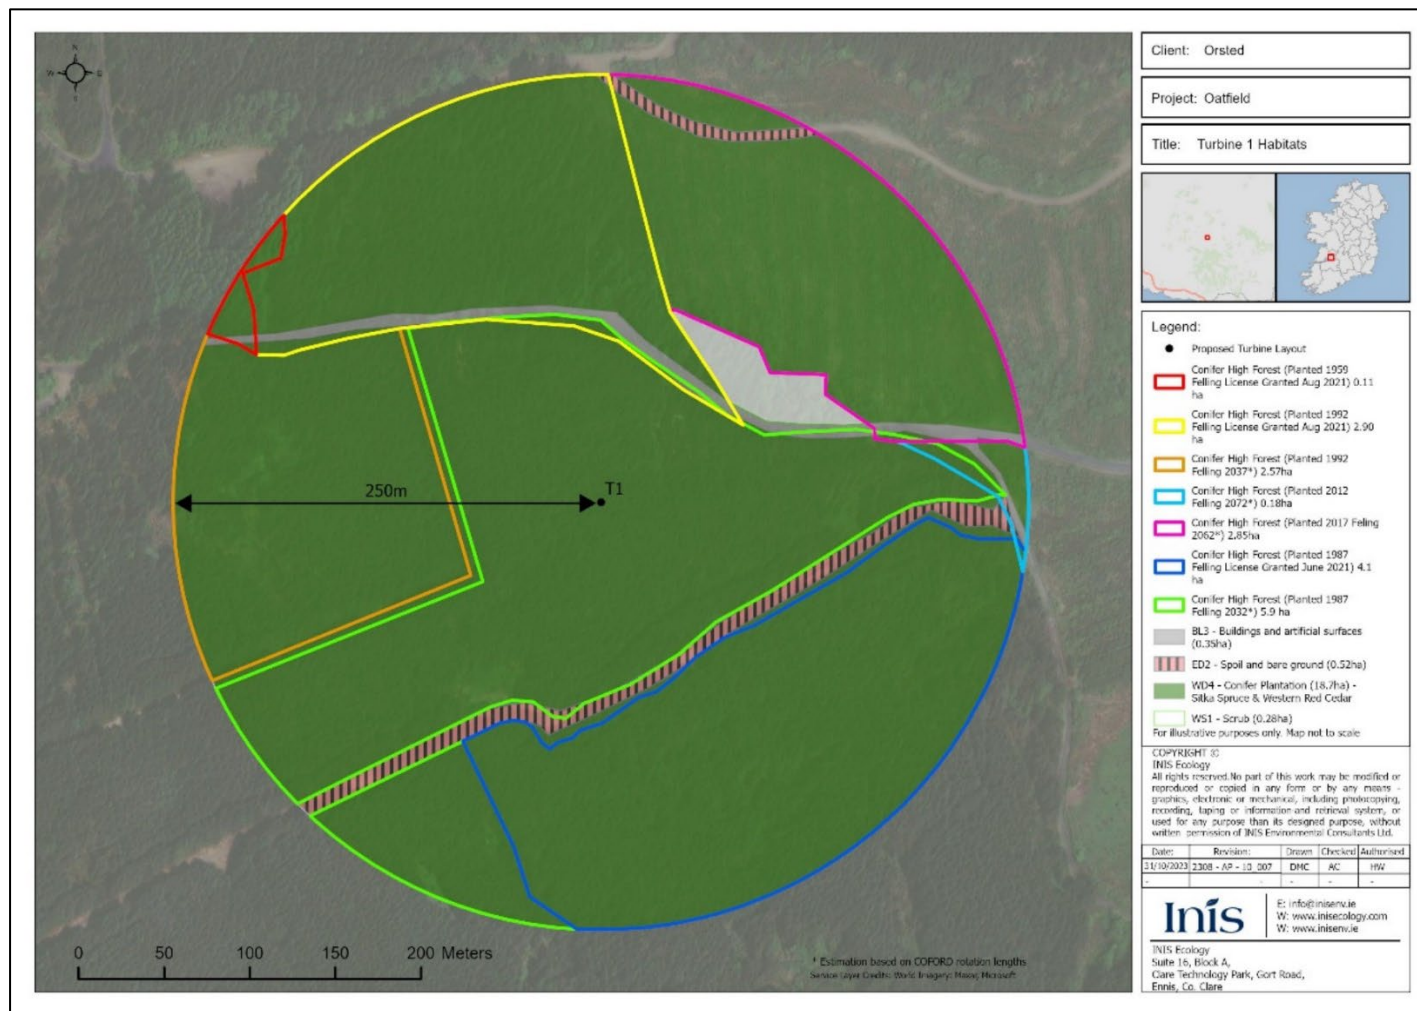 N
W
Client: Orsted
Project: Oatfield
Title: Turbine 1 Habitats
250m
T1
Legend:
Proposed Turbine Layout
Conifer High Forest (Planted 1959
Felling License Granted Aug 2021) 0.11
ha
Conifer High Forest (Planted 1992
Felling License Granted Aug 2021) 2.90
ha
Conifer High Forest (Planted 1992
Felling 2037*) 2.57ha
Conifer High Forest (Planted 2012
Felling 2072*) 0.18ha
Conifer High Forest (Planted 2017 Feling
2062*) 2.85ha
Conifer High Forest (Planted 1987
Felling License Granted June 2021) 4.1
ha
Conifer High Forest (Planted 1987
Felling 2032*) 5.9 ha
BL3 - Buildings and artificial surfaces
(0.35ha)
ED2 - Spoil and bare ground (0.52ha)
WD4 - Conifer Plantation (18.7ha) -
Sitka Spruce & Western Red Cedar
WS1 - Scrub (0.28ha)
For illustrative purposes only. Map not to scale
COPYRIGHT ©
INIS Ecology
All rights reserved.No part of this work may be modified or
reproduced or copied in any form or by any means -
graphics, electronic or mechanical, including photocopying,
recording, taping or information and retrieval system, or
used for any purpose than its designed purpose, without
written permission of INIS Environmental Consultants Ltd.
Date: Revision: Drawn Checked Authorised
31/10/2023 2308 - AP - 10_007 DMC AC HW
- - - - -
Inis
E: info@inisenv.ie
W: www.inisecology.com
W: www.inisenv.ie
INIS Ecology
Suite 16, Block A,
Clare Technology Park, Gort Road,
Ennis, Co. Clare
0 50 100 150 200 Meters
* Estimation based on COFORD rotation lengths
Service Layer Credits: World Imagery: Maxar, Microsoft